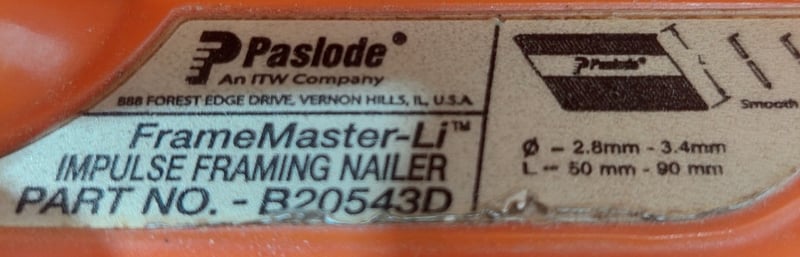 Paslode®
An ITW Company
888 FOREST EDGE DRIVE, VERNON HILLS, IL, U.S.A.
FrameMaster-Li™
IMPULSE FRAMING NAILER
PART NO. - B20543D
Paslode®
L
Smooth
Ø - 2.8mm - 3.4mm
L - 50 mm - 90 mm